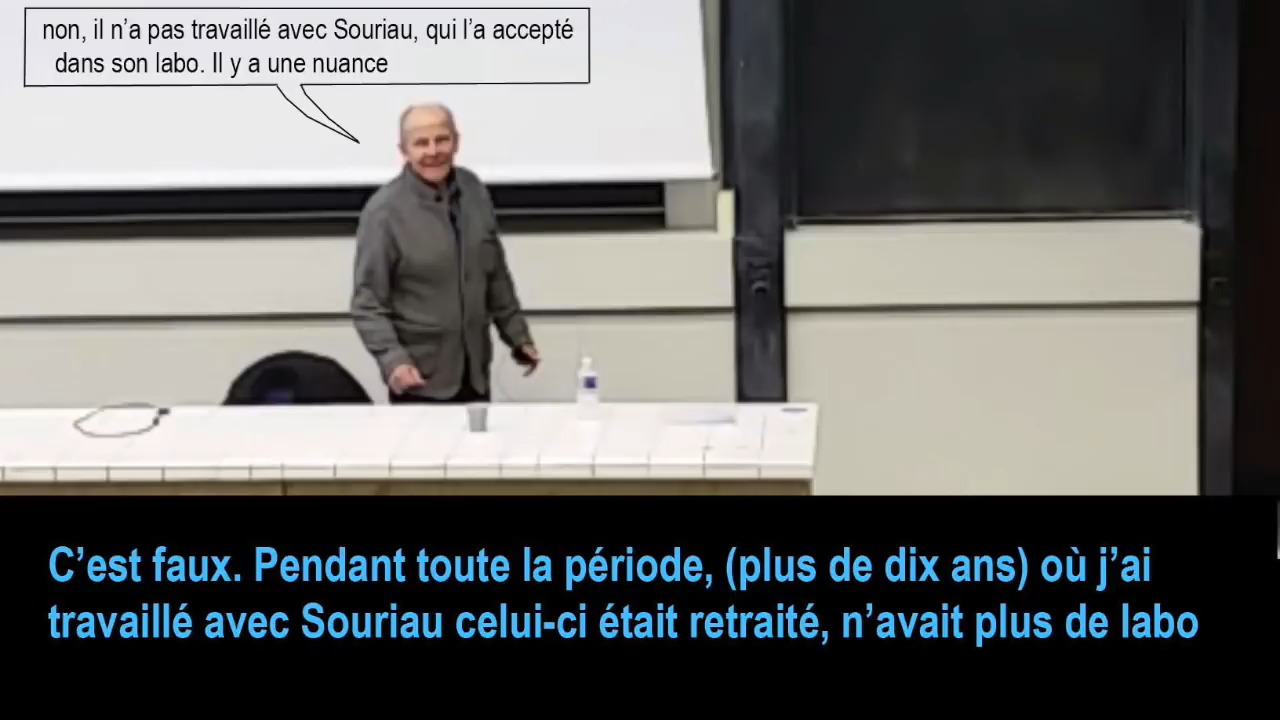 non, il n’a pas travaillé avec Souriau, qui l’a accepté
dans son labo. Il y a une nuance
C’est faux. Pendant toute la période, (plus de dix ans) où j’ai
travaillé avec Souriau celui-ci était retraité, n’avait plus de labo